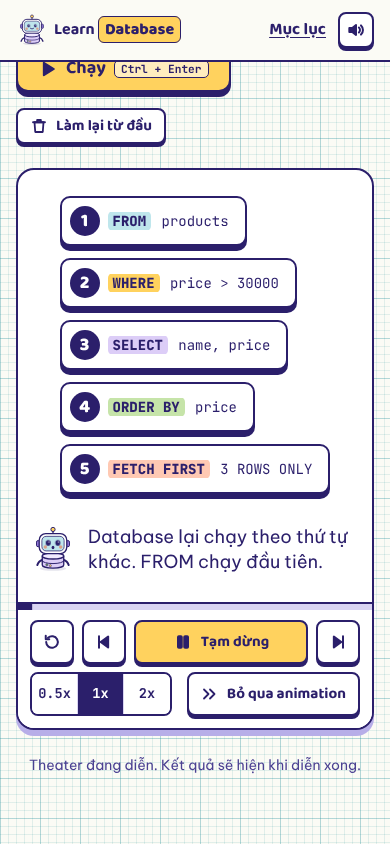 Learn Database
Mục lục
Chạy Ctrl + Enter
Làm lại từ đầu
1 FROM products
2 WHERE price > 30000
3 SELECT name, price
4 ORDER BY price
5 FETCH FIRST 3 ROWS ONLY
Database lại chạy theo thứ tự
khác. FROM chạy đầu tiên.
Tạm dừng
0.5x 1x 2x
Bỏ qua animation
Theater đang diễn. Kết quả sẽ hiện khi diễn xong.